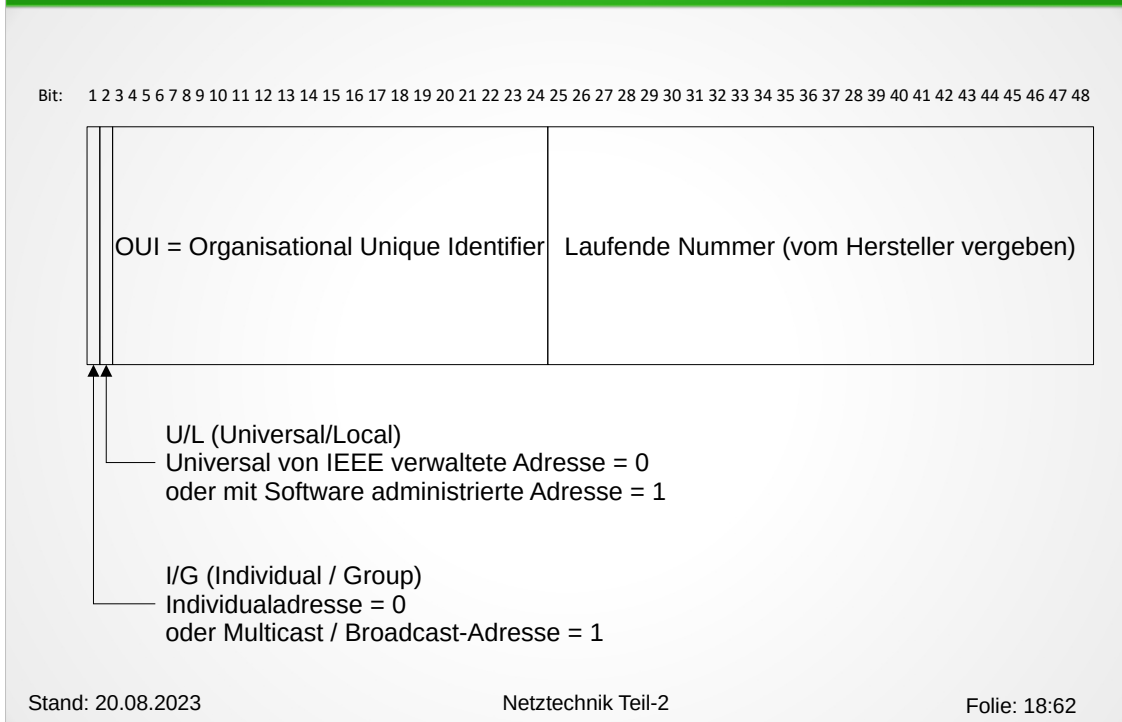 Bit: 1 2 3 4 5 6 7 8 9 10 11 12 13 14 15 16 17 18 19 20 21 22 23 24 25 26 27 28 29 30 31 32 33 34 35 36 37 28 39 40 41 42 43 44 45 46 47 48
OUI = Organisational Unique Identifier
Laufende Nummer (vom Hersteller vergeben)
U/L (Universal/Local)
Universal von IEEE verwaltete Adresse = 0
oder mit Software administrierte Adresse = 1
I/G (Individual / Group)
Individualadresse = 0
oder Multicast / Broadcast-Adresse = 1
Stand: 20.08.2023
Netztechnik Teil-2
Folie: 18:62